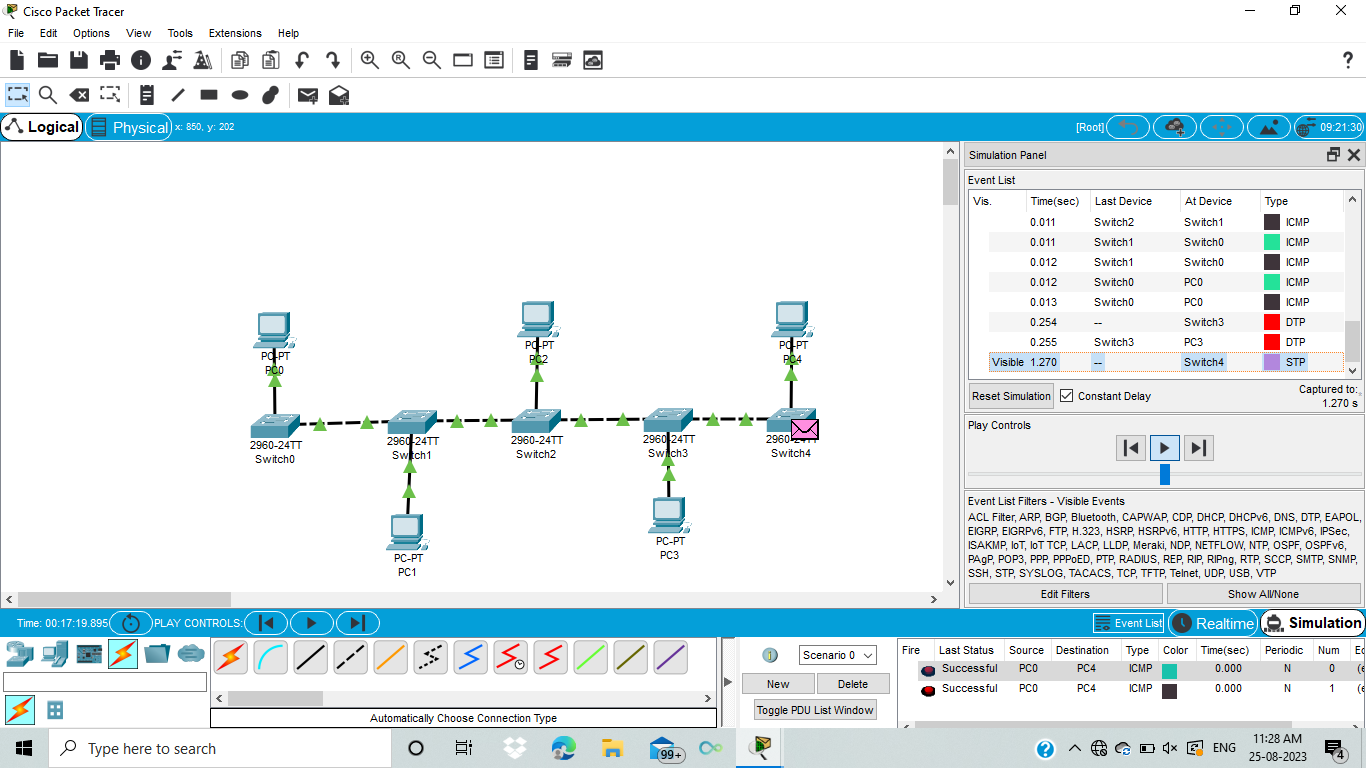 Cisco Packet Tracer
File Edit Options View Tools Extensions Help
?
Logical Physical x: 850, y: 202 [Root] 09:21:30
Simulation Panel
Event List
Vis. Time(sec) Last Device At Device Type
0.011 Switch2 Switch1 ICMP
0.011 Switch1 Switch0 ICMP
0.012 Switch1 Switch0 ICMP
0.012 Switch0 PC0 ICMP
0.013 Switch0 PC0 ICMP
0.254 -- Switch3 DTP
0.255 Switch3 PC3 DTP
Visible 1.270 -- Switch4 STP
Reset Simulation Constant Delay Captured to:
1.270 s
Play Controls
Event List Filters - Visible Events
ACL Filter, ARP, BGP, Bluetooth, CAPWAP, CDP, DHCP, DHCPv6, DNS, DTP, EAPOL,
EIGRP, EIGRPv6, FTP, H.323, HSRP, HSRPv6, HTTP, HTTPS, ICMP, ICMPv6, IPSec,
ISAKMP, IoT, IoT TCP, LACP, LLDP, Meraki, NDP, NETFLOW, NTP, OSPF, OSPFv6,
PAgP, POP3, PPP, PPPoED, PTP, RADIUS, REP, RIP, RIPng, RTP, SCCP, SMTP, SNMP,
SSH, STP, SYSLOG, TACACS, TCP, TFTP, Telnet, UDP, USB, VTP
Edit Filters Show All/None
PC-PT
PC0
PC-PT
PC2
PC-PT
PC4
2960-24TT
Switch0
2960-24TT
Switch1
2960-24TT
Switch2
2960-24TT
Switch3
2960-24TT
Switch4
PC-PT
PC1
PC-PT
PC3
Time: 00:17:19.895 PLAY CONTROLS: Event List Realtime Simulation
Automatically Choose Connection Type
Scenario 0
New Delete
Toggle PDU List Window
Fire Last Status Source Destination Type Color Time(sec) Periodic Num Ec
Successful PC0 PC4 ICMP 0.000 N 0 (e
Successful PC0 PC4 ICMP 0.000 N 1 (e
Type here to search
99+
ENG
11:28 AM
25-08-2023
4